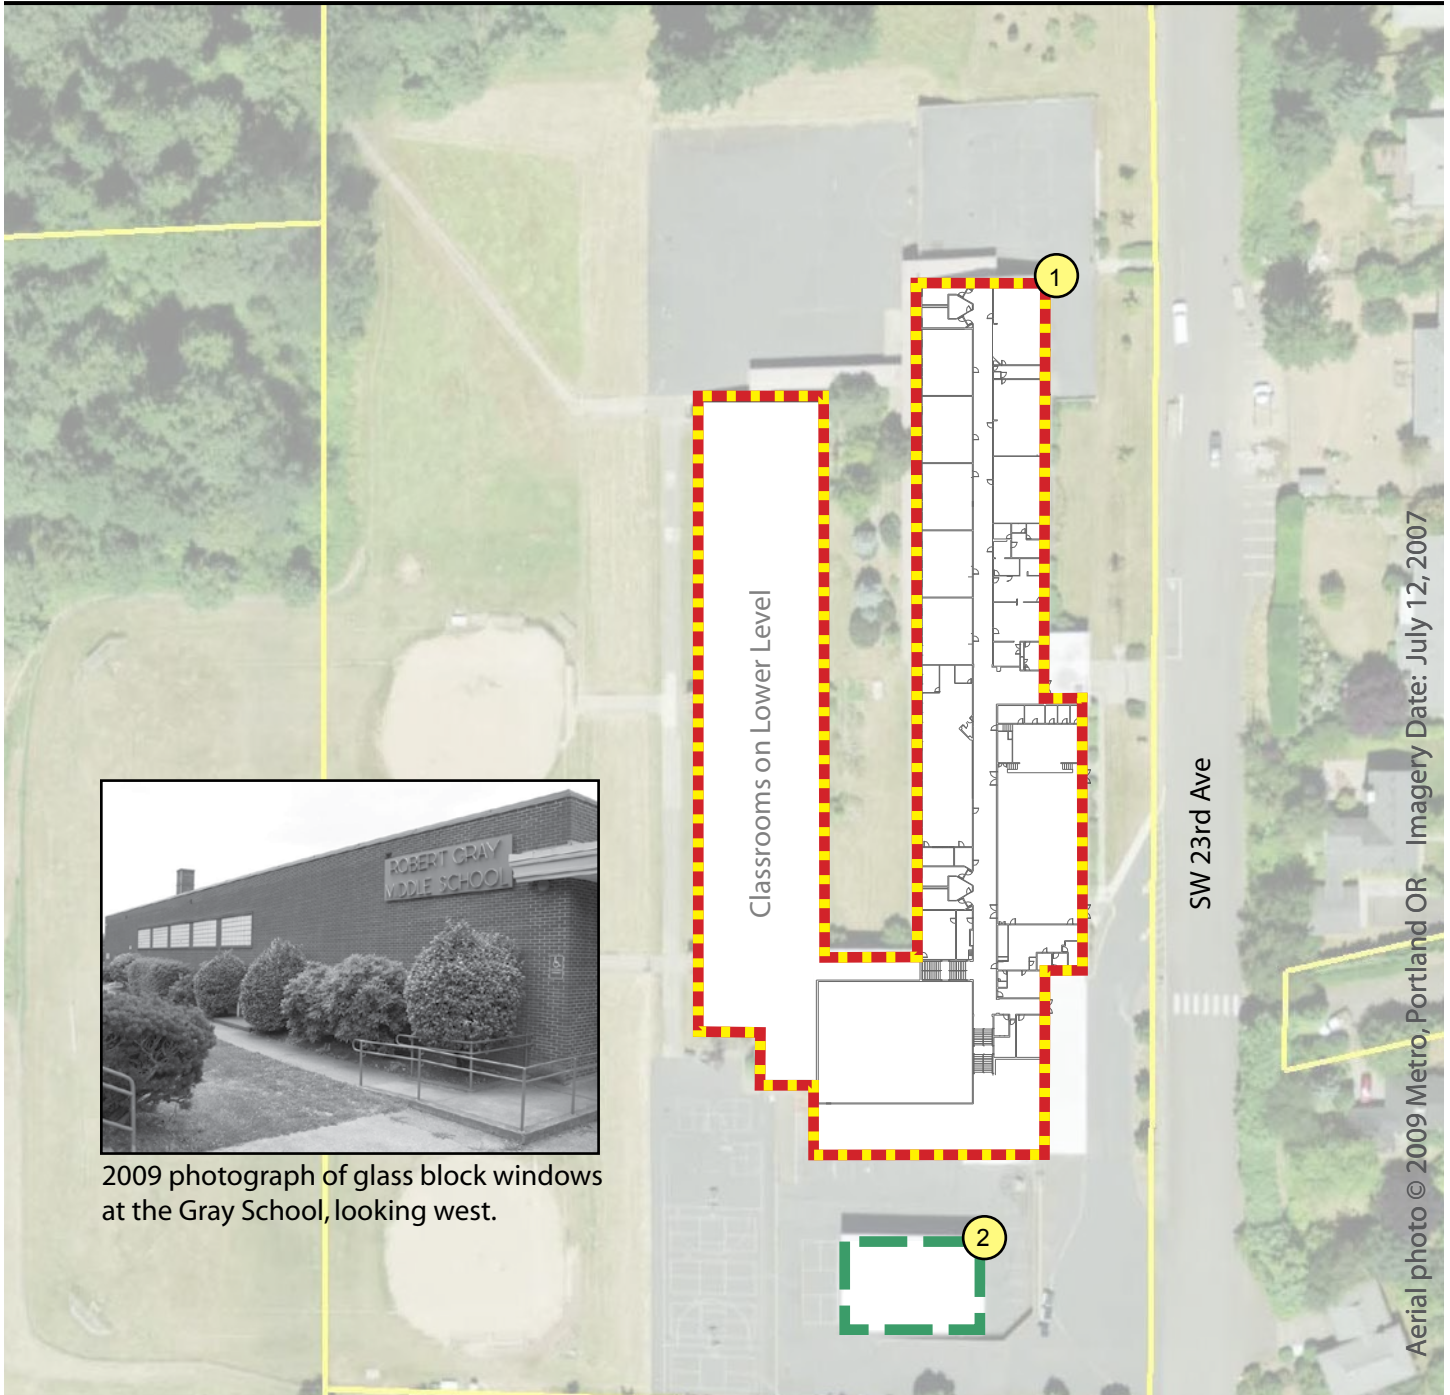 1
Classrooms on Lower Level
SW 23rd Ave
ROBERT GRAY
MIDDLE SCHOOL
2009 photograph of glass block windows
at the Gray School, looking west.
2
Aerial photo © 2009 Metro, Portland OR Imagery Date: July 12, 2007